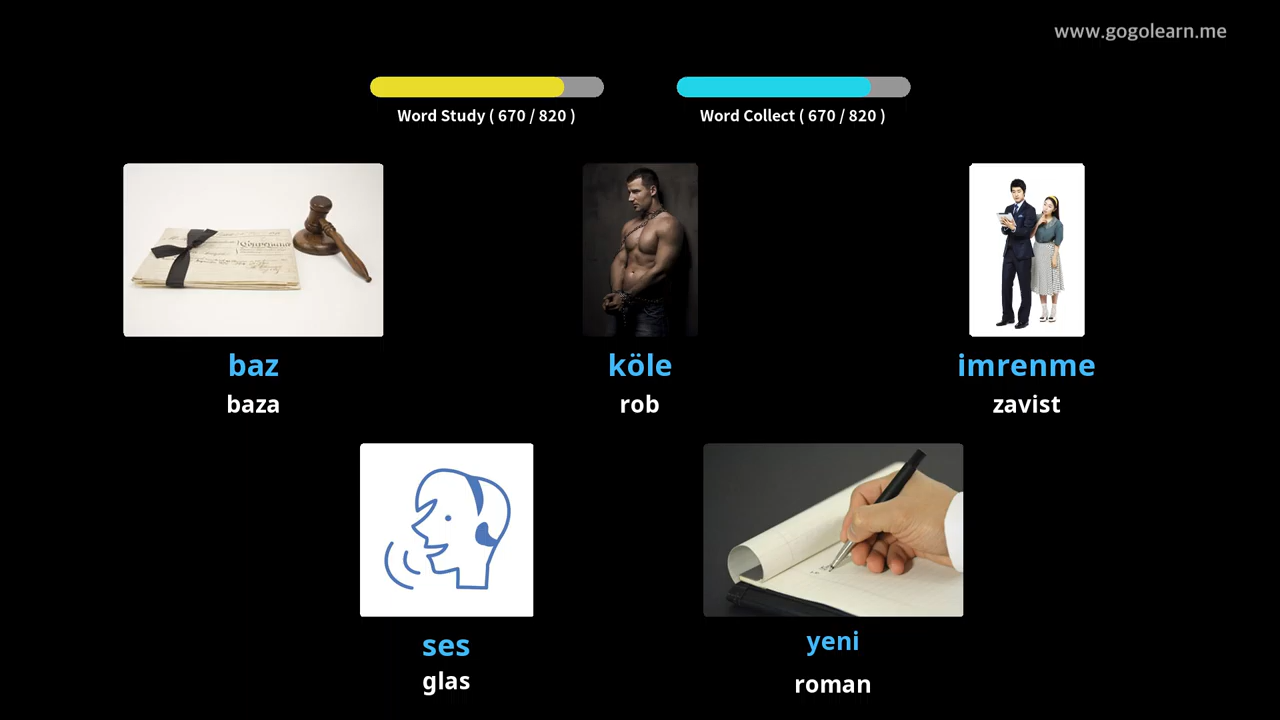 www.gogolearn.me
Word Study ( 670 / 820 )
Word Collect ( 670 / 820 )
baz
köle
imrenme
baza
rob
zavist
ses
yeni
glas
roman